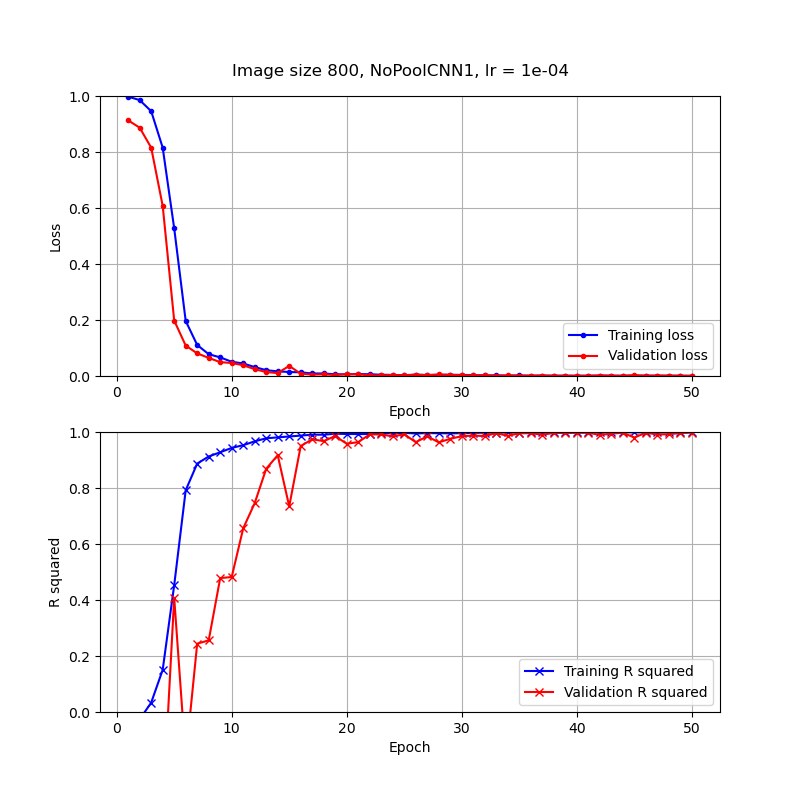 Image size 800, NoPoolCNN1, lr = 1e-04
1.0
0.8
0.6
0.4
0.2
0.0
Loss
Training loss
Validation loss
0 10 20 30 40 50
Epoch
1.0
0.8
0.6
0.4
0.2
0.0
R squared
Training R squared
Validation R squared
0 10 20 30 40 50
Epoch